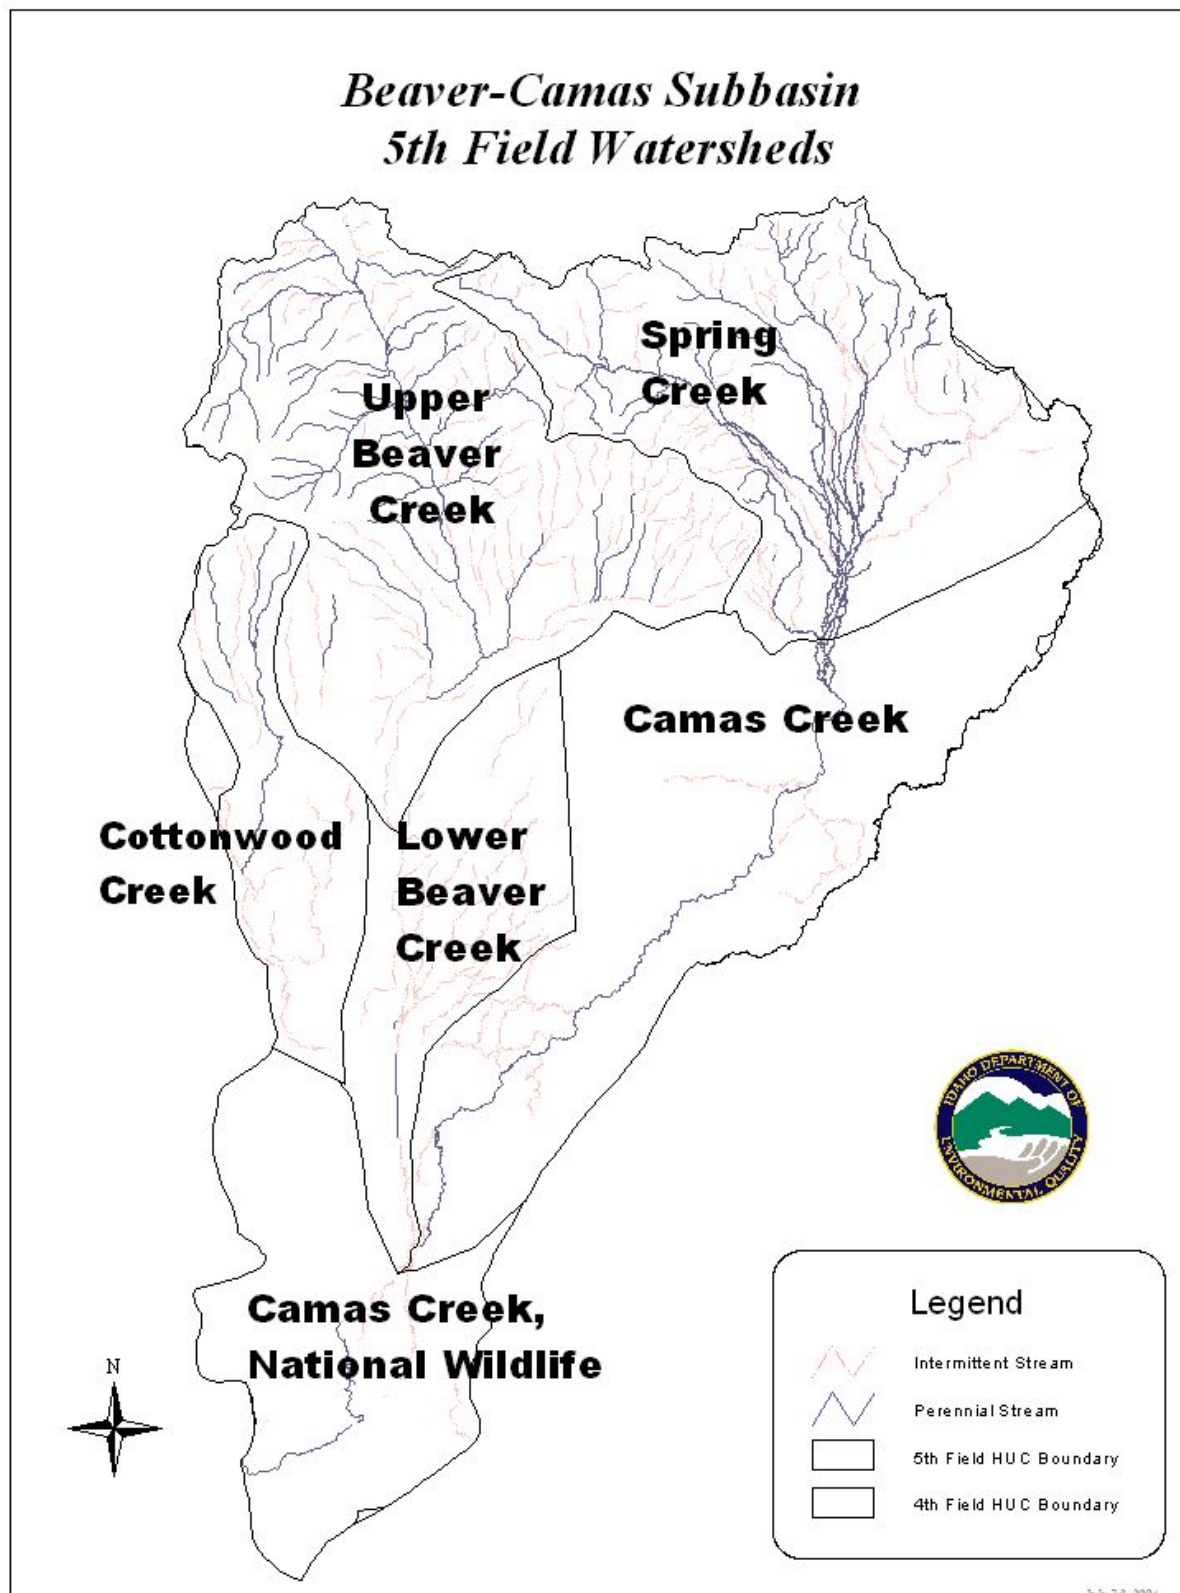 Beaver-Camas Subbasin
5th Field Watersheds
Spring
Creek
Upper
Beaver
Creek
Camas Creek
Cottonwood
Creek
Lower
Beaver
Creek
IDAHO DEPARTMENT OF
ENVIRONMENTAL QUALITY
Camas Creek,
National Wildlife
N
Legend
Intermittent Stream
Perennial Stream
5th Field HUC Boundary
4th Field HUC Boundary